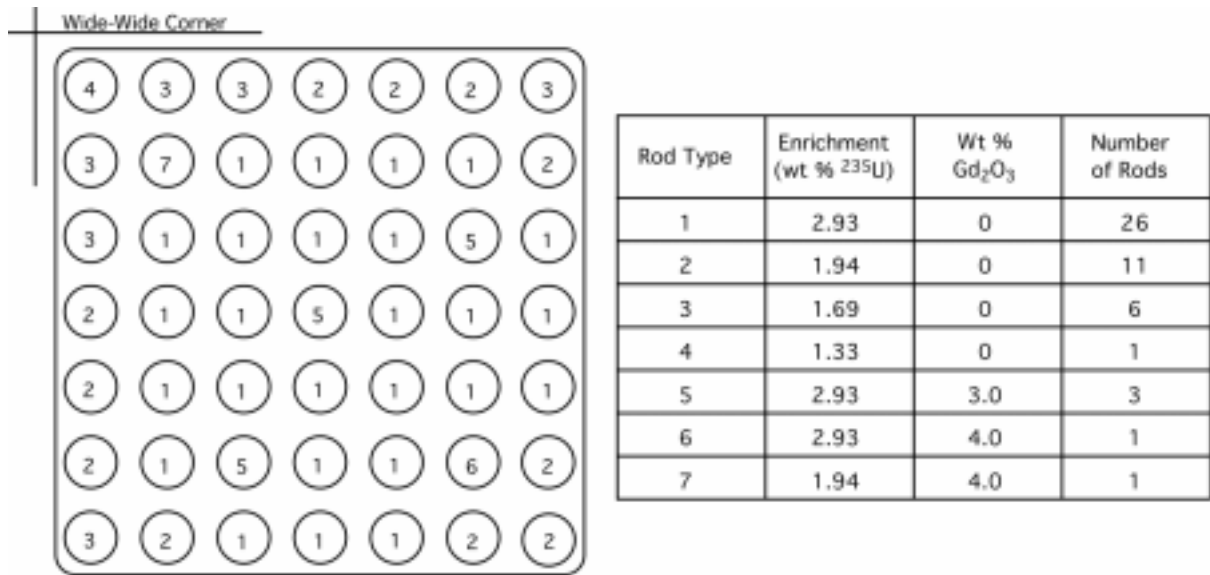 Wide-Wide Corner
4 3 3 2 2 2 3
3 7 1 1 1 1 2
3 1 1 1 1 5 1
2 1 1 5 1 1 1
2 1 1 1 1 1 1
2 1 5 1 1 6 2
3 2 1 1 1 2 2
Rod Type Enrichment (wt % ²³⁵U) Wt % Gd₂O₃ Number of Rods
1 2.93 0 26
2 1.94 0 11
3 1.69 0 6
4 1.33 0 1
5 2.93 3.0 3
6 2.93 4.0 1
7 1.94 4.0 1